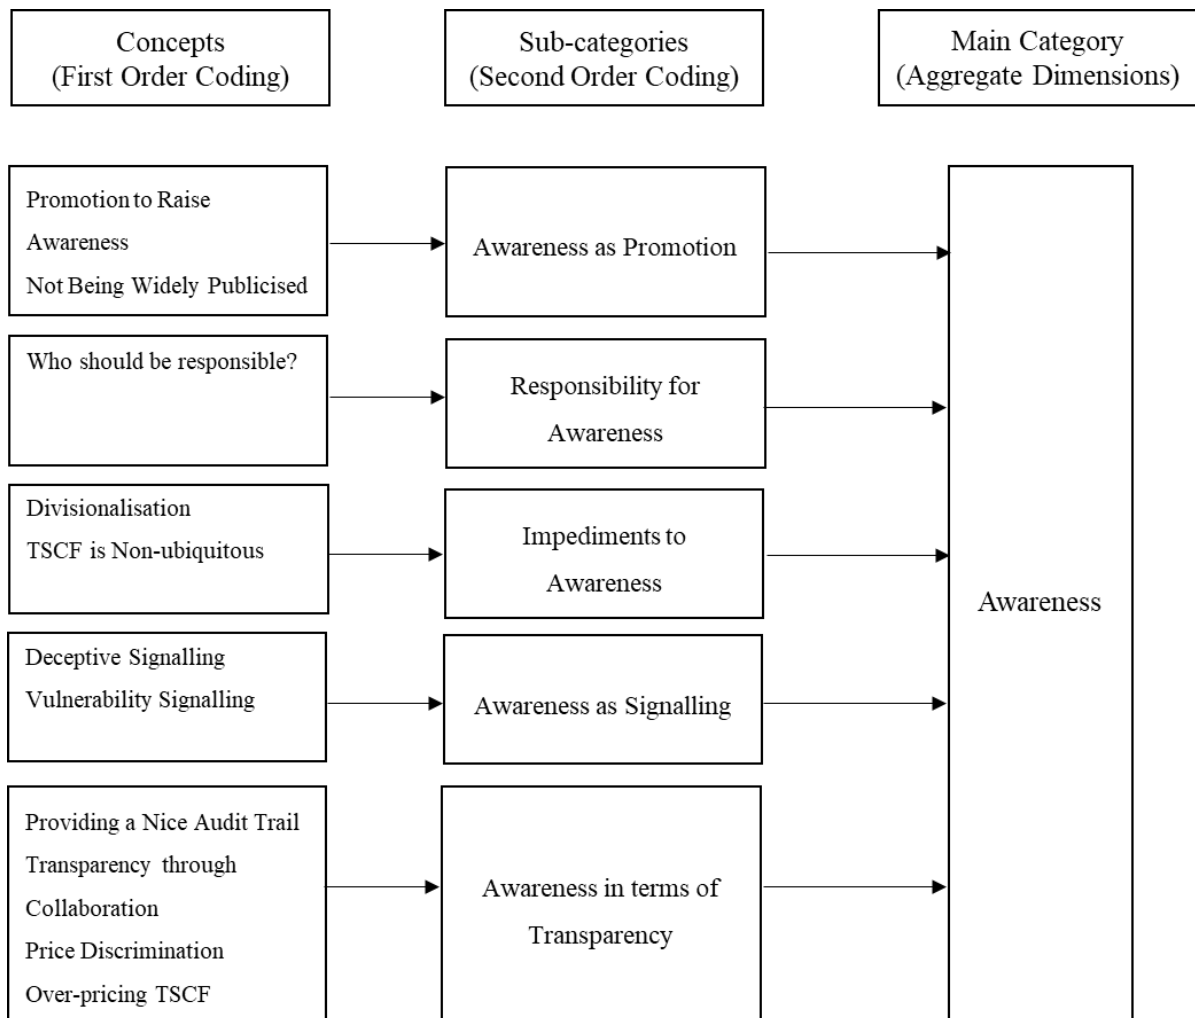 Concepts
(First Order Coding)
Sub-categories
(Second Order Coding)
Main Category
(Aggregate Dimensions)
Promotion to Raise
Awareness
Not Being Widely Publicised
Awareness as Promotion
Who should be responsible?
Responsibility for
Awareness
Divisionalisation
TSCF is Non-ubiquitous
Impediments to
Awareness
Deceptive Signalling
Vulnerability Signalling
Awareness as Signalling
Providing a Nice Audit Trail
Transparency through
Collaboration
Price Discrimination
Over-pricing TSCF
Awareness in terms of
Transparency
Awareness